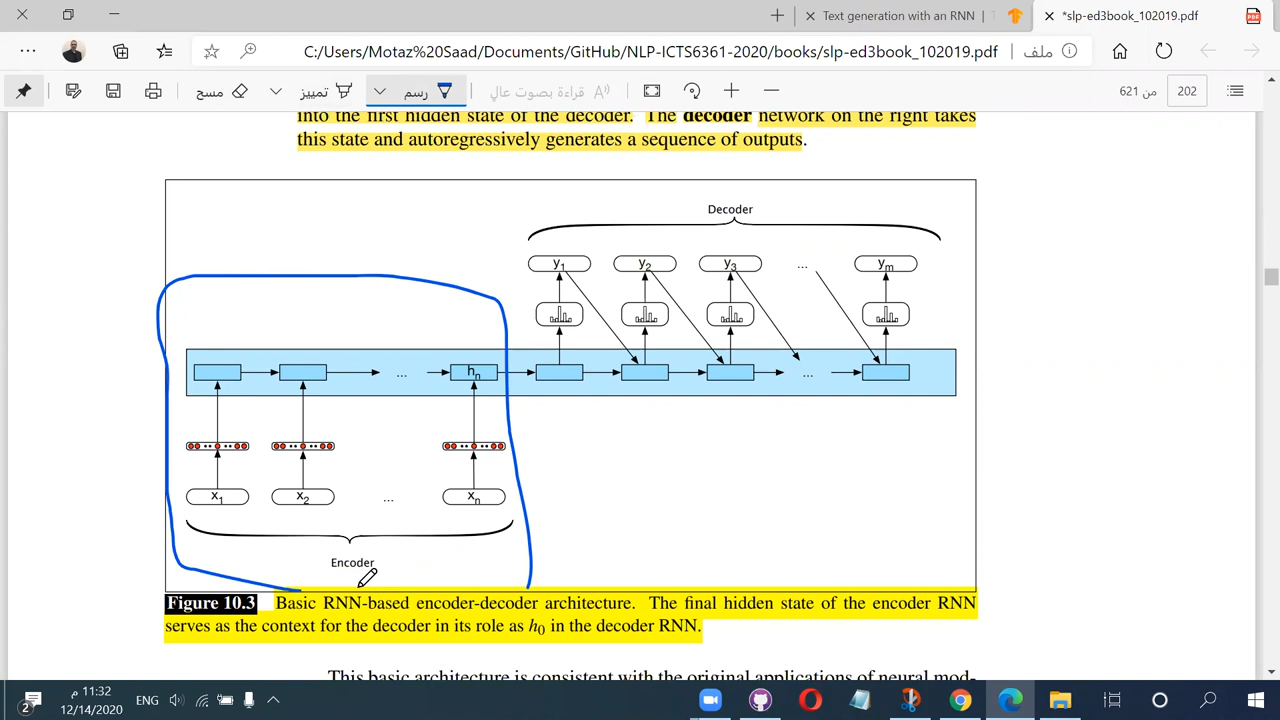 Text generation with an RNN | T
*slp-ed3book_102019.pdf
C:/Users/Motaz%20Saad/Documents/GitHub/NLP-ICTS6361-2020/books/slp-ed3book_102019.pdf
ملف
مسح
تمييز
رسم
قراءة بصوت عالٍ
202
من 621
into the first hidden state of the decoder. The decoder network on the right takes
this state and autoregressively generates a sequence of outputs.
Decoder
y1 y2 y3 ... ym
... hn ...
x1 x2 ... xn
Encoder
Figure 10.3 Basic RNN-based encoder-decoder architecture. The final hidden state of the encoder RNN
serves as the context for the decoder in its role as h0 in the decoder RNN.
This basic architecture is consistent with the original applications of neural mod-
2
11:32 م
12/14/2020
ENG